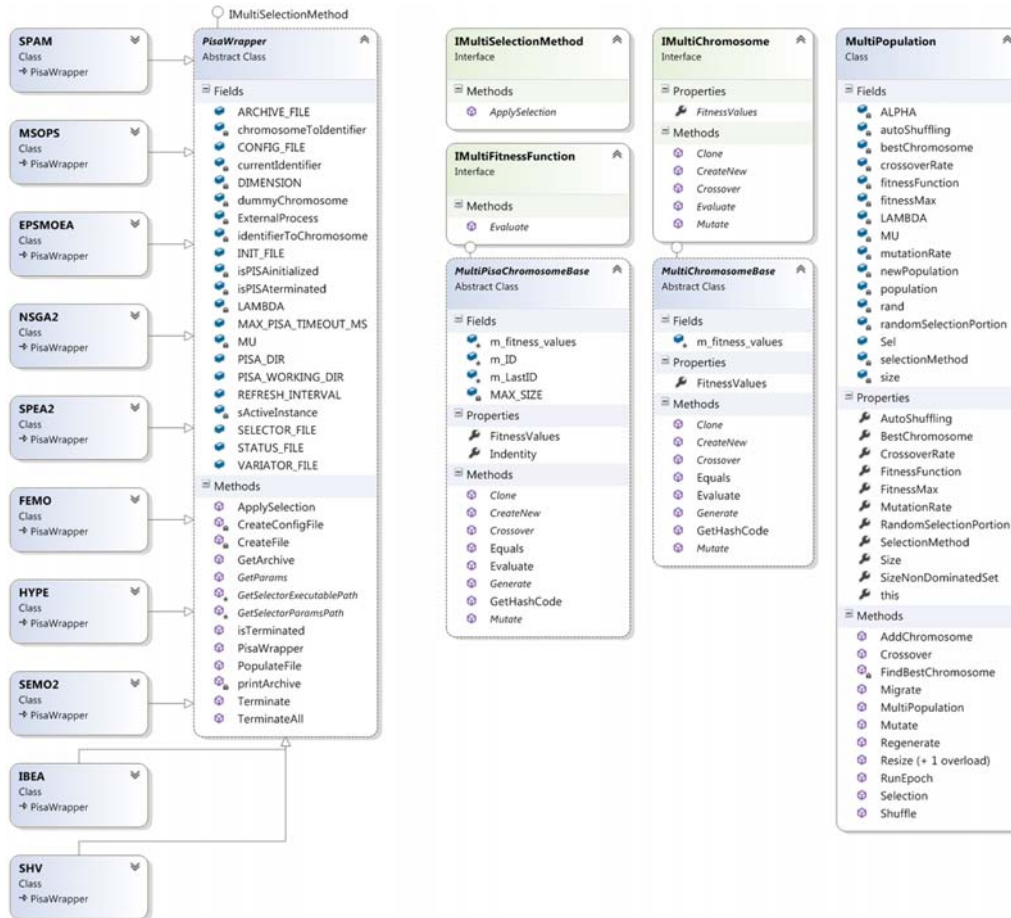 IMultiSelectionMethod
SPAM
Class
PisaWrapper
MSOPS
Class
PisaWrapper
EPSMOEA
Class
PisaWrapper
NSGA2
Class
PisaWrapper
SPEA2
Class
PisaWrapper
FEMO
Class
PisaWrapper
HYPE
Class
PisaWrapper
SEMO2
Class
PisaWrapper
IBEA
Class
PisaWrapper
SHV
Class
PisaWrapper
PisaWrapper
Abstract Class
Fields
ARCHIVE_FILE
chromosomeToIdentifier
CONFIG_FILE
currentIdentifier
DIMENSION
dummyChromosome
ExternalProcess
identifierToChromosome
INIT_FILE
isPISAinitialized
isPISAterminated
LAMBDA
MAX_PISA_TIMEOUT_MS
MU
PISA_DIR
PISA_WORKING_DIR
REFRESH_INTERVAL
sActiveInstance
SELECTOR_FILE
STATUS_FILE
VARIATOR_FILE
Methods
ApplySelection
CreateConfigFile
CreateFile
GetArchive
GetParams
GetSelectorExecutablePath
GetSelectorParamsPath
isTerminated
PisaWrapper
PopulateFile
printArchive
Terminate
TerminateAll
IMultiSelectionMethod
Interface
Methods
ApplySelection
IMultiFitnessFunction
Interface
Methods
Evaluate
MultiPisaChromosomeBase
Abstract Class
Fields
m_fitness_values
m_ID
m_LastID
MAX_SIZE
Properties
FitnessValues
Indentity
Methods
Clone
CreateNew
Crossover
Equals
Evaluate
Generate
GetHashCode
Mutate
IMultiChromosome
Interface
Properties
FitnessValues
Methods
Clone
CreateNew
Crossover
Evaluate
Mutate
MultiChromosomeBase
Abstract Class
Fields
m_fitness_values
Properties
FitnessValues
Methods
Clone
CreateNew
Crossover
Equals
Evaluate
Generate
GetHashCode
Mutate
MultiPopulation
Class
Fields
ALPHA
autoShuffling
bestChromosome
crossoverRate
fitnessFunction
fitnessMax
LAMBDA
MU
mutationRate
newPopulation
population
rand
randomSelectionPortion
Sel
selectionMethod
size
Properties
AutoShuffling
BestChromosome
CrossoverRate
FitnessFunction
FitnessMax
MutationRate
RandomSelectionPortion
SelectionMethod
Size
SizeNonDominatedSet
this
Methods
AddChromosome
Crossover
FindBestChromosome
Migrate
MultiPopulation
Mutate
Regenerate
Resize (+ 1 overload)
RunEpoch
Selection
Shuffle